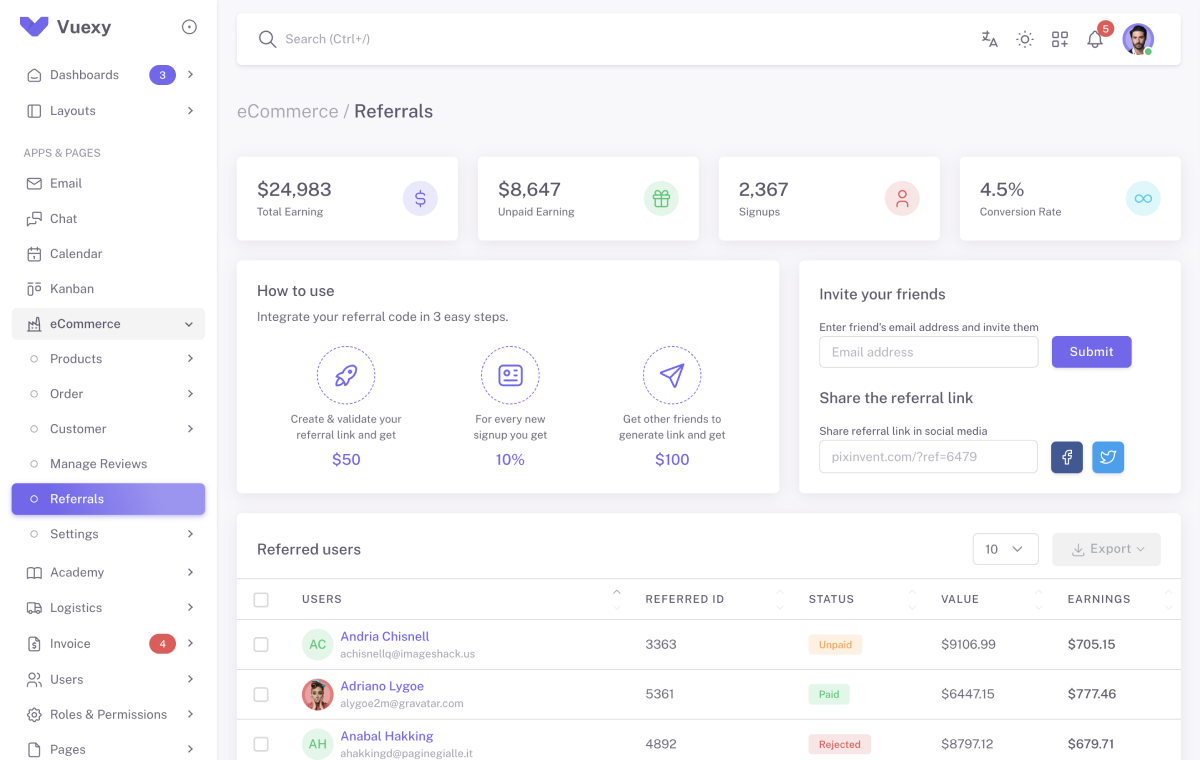 Vuexy
Dashboards 3
Layouts
APPS & PAGES
Email
Chat
Calendar
Kanban
eCommerce
Products
Order
Customer
Manage Reviews
Referrals
Settings
Academy
Logistics
Invoice 4
Users
Roles & Permissions
Pages
Search (Ctrl+/)
5
eCommerce / Referrals
$24,983
Total Earning
$8,647
Unpaid Earning
2,367
Signups
4.5%
Conversion Rate
How to use
Integrate your referral code in 3 easy steps.
Create & validate your
referral link and get
$50
For every new
signup you get
10%
Get other friends to
generate link and get
$100
Invite your friends
Enter friend's email address and invite them
Email address
Submit
Share the referral link
Share referral link in social media
pixinvent.com/?ref=6479
Referred users
10
Export
USERS REFERRED ID STATUS VALUE EARNINGS
AC Andria Chisnell 3363 Unpaid $9106.99 $705.15
achisnellq@imageshack.us
Adriano Lygoe 5361 Paid $6447.15 $777.46
alygoe2m@gravatar.com
AH Anabal Hakking 4892 Rejected $8797.12 $679.71
ahakkingd@paginegialle.it